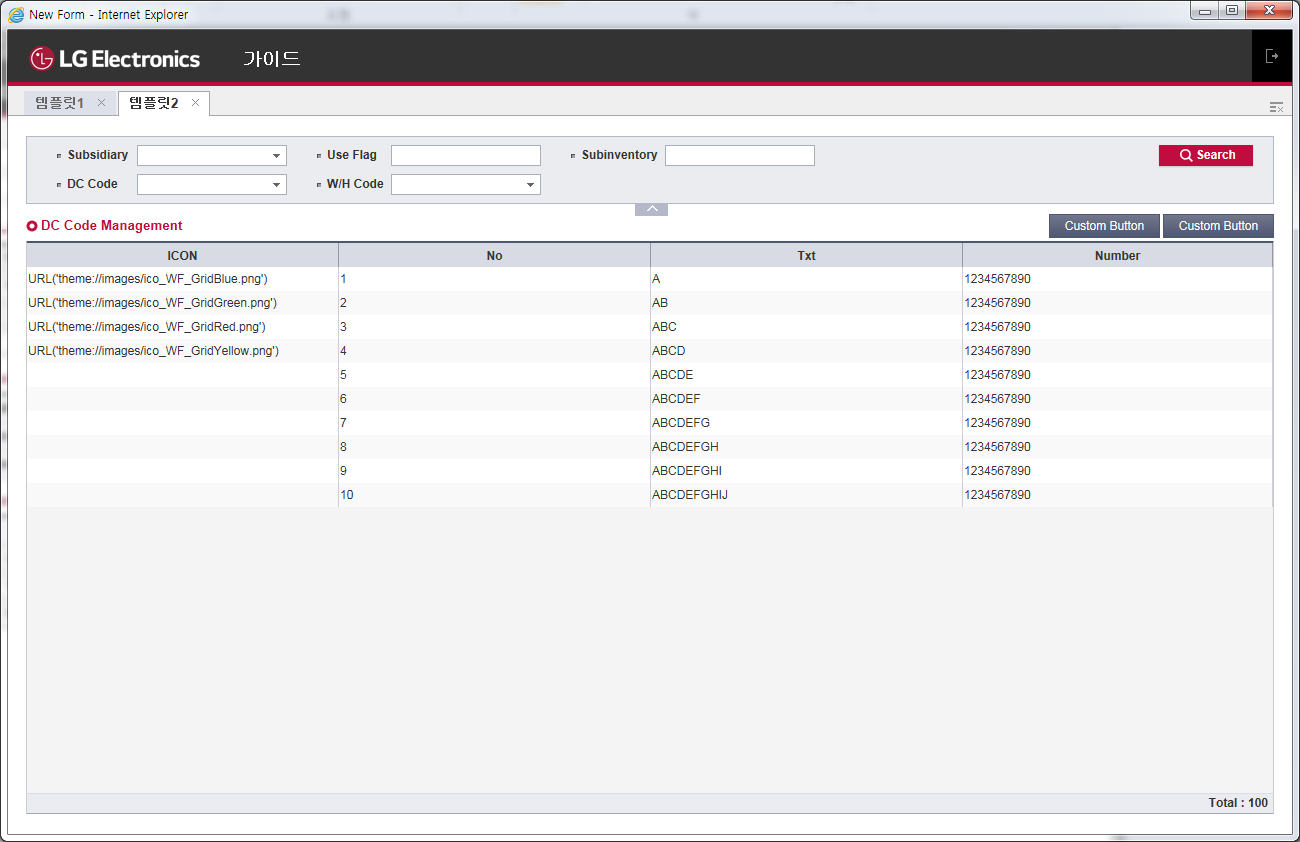 New Form - Internet Explorer
LG Electronics 가이드
템플릿1 템플릿2
Subsidiary Use Flag Subinventory Search
DC Code W/H Code
DC Code Management Custom Button Custom Button
ICON No Txt Number
URL('theme://images/ico_WF_GridBlue.png') 1 A 1234567890
URL('theme://images/ico_WF_GridGreen.png') 2 AB 1234567890
URL('theme://images/ico_WF_GridRed.png') 3 ABC 1234567890
URL('theme://images/ico_WF_GridYellow.png') 4 ABCD 1234567890
5 ABCDE 1234567890
6 ABCDEF 1234567890
7 ABCDEFG 1234567890
8 ABCDEFGH 1234567890
9 ABCDEFGHI 1234567890
10 ABCDEFGHIJ 1234567890
Total : 100